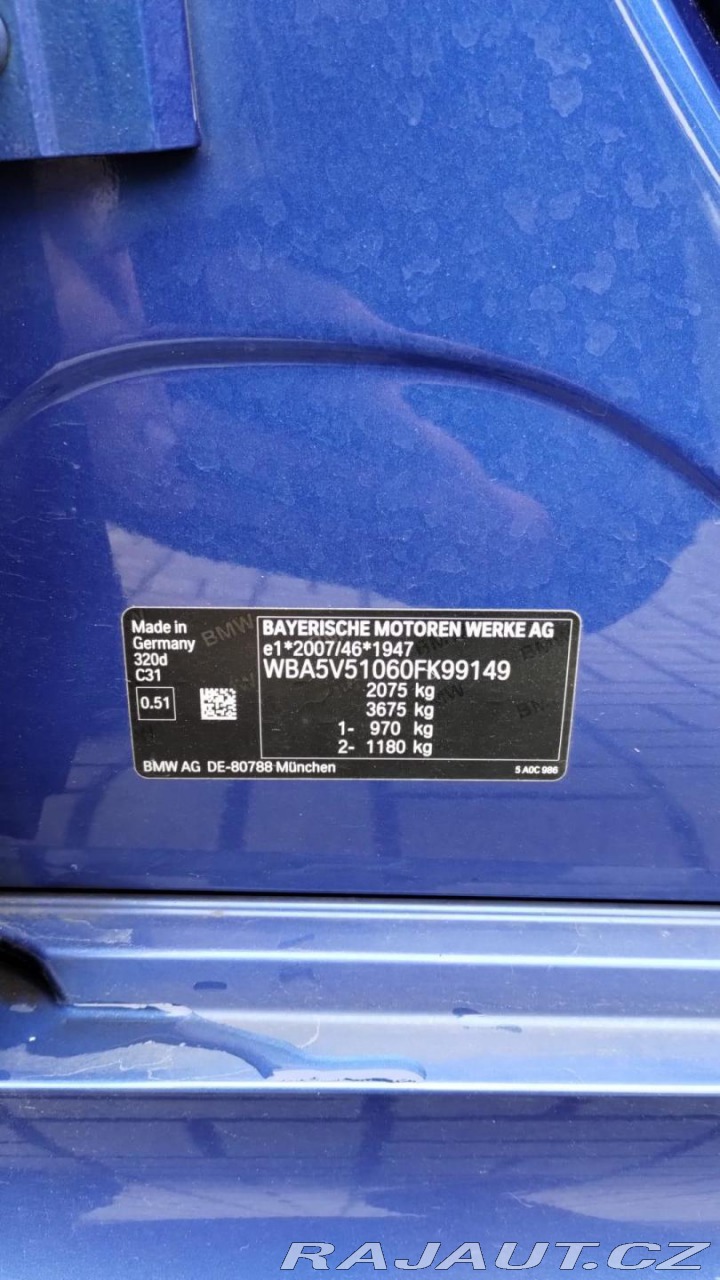 Made in
Germany
320d
C31
0.51
BMW
BAYERISCHE MOTOREN WERKE AG
e1*2007/46*1947
WBA5V51060FK99149
2075 kg
3675 kg
1- 970 kg
2- 1180 kg
BMW AG DE-80788 München
5 A0C 986
RAJAUT.CZ